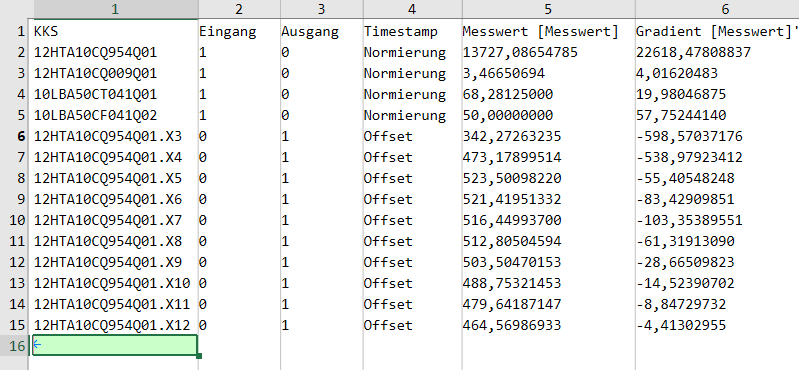 1 2 3 4 5 6
1 KKS Eingang Ausgang Timestamp Messwert [Messwert] Gradient [Messwert]'
2 12HTA10CQ954Q01 1 0 Normierung 13727,08654785 22618,47808837
3 12HTA10CQ009Q01 1 0 Normierung 3,46650694 4,01620483
4 10LBA50CT041Q01 1 0 Normierung 68,28125000 19,98046875
5 10LBA50CF041Q02 1 0 Normierung 50,00000000 57,75244140
6 12HTA10CQ954Q01.X3 0 1 Offset 342,27263235 -598,57037176
7 12HTA10CQ954Q01.X4 0 1 Offset 473,17899514 -538,97923412
8 12HTA10CQ954Q01.X5 0 1 Offset 523,50098220 -55,40548248
9 12HTA10CQ954Q01.X6 0 1 Offset 521,41951332 -83,42909851
10 12HTA10CQ954Q01.X7 0 1 Offset 516,44993700 -103,35389551
11 12HTA10CQ954Q01.X8 0 1 Offset 512,80504594 -61,31913090
12 12HTA10CQ954Q01.X9 0 1 Offset 503,50470153 -28,66509823
13 12HTA10CQ954Q01.X10 0 1 Offset 488,75321453 -14,52390702
14 12HTA10CQ954Q01.X11 0 1 Offset 479,64187147 -8,84729732
15 12HTA10CQ954Q01.X12 0 1 Offset 464,56986933 -4,41302955
16 ←